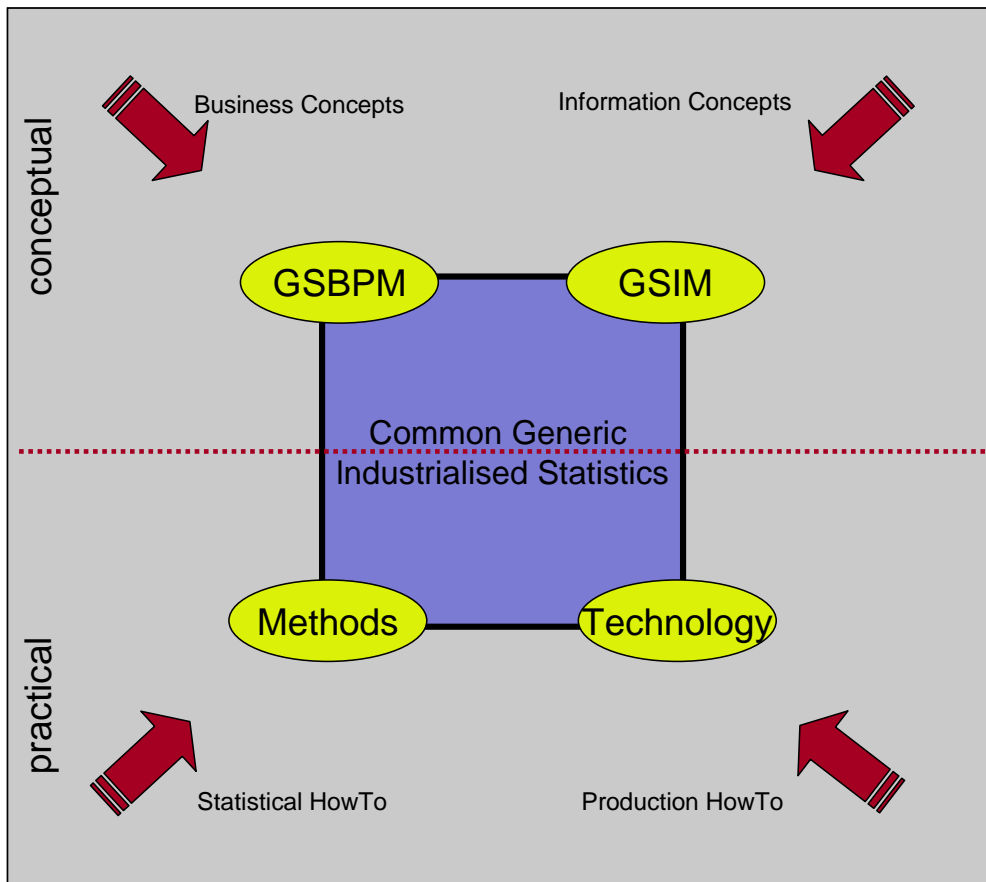 conceptual
Business Concepts
Information Concepts
GSBPM
GSIM
Common Generic
Industrialised Statistics
practical
Methods
Technology
Statistical HowTo
Production HowTo